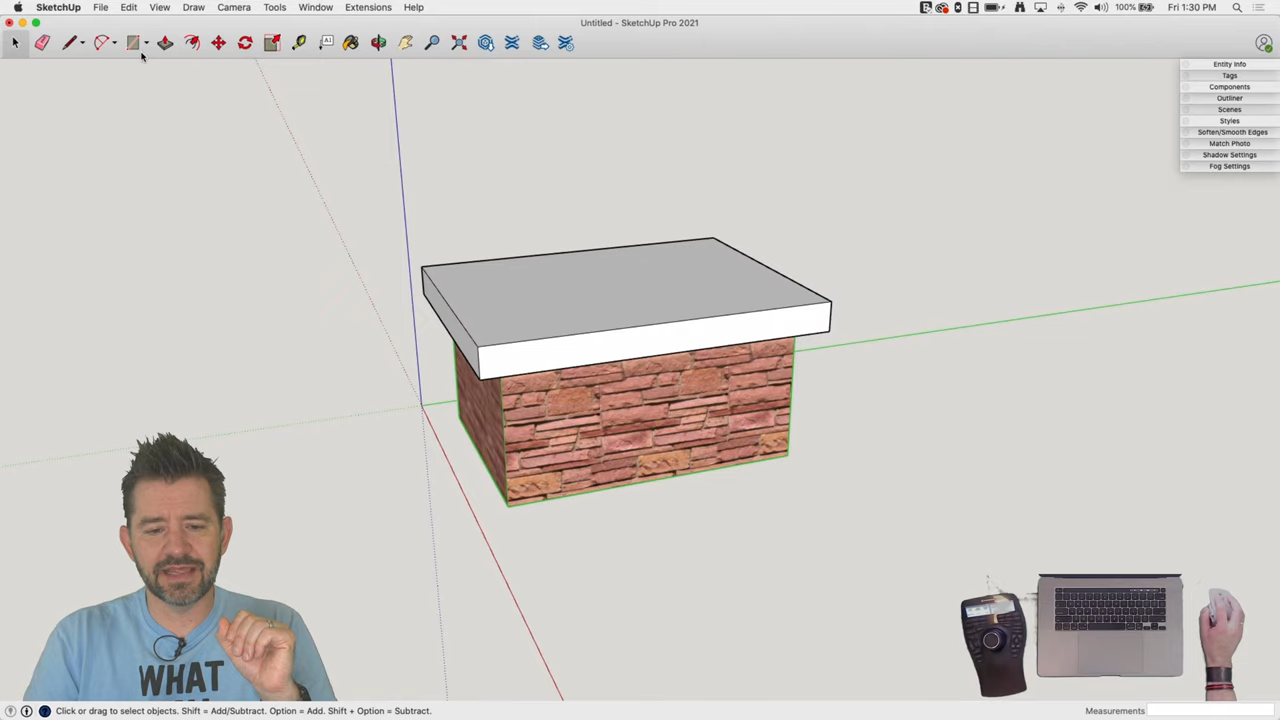 SketchUp File Edit View Draw Camera Tools Window Extensions Help
100% Fri 1:30 PM
Untitled - SketchUp Pro 2021
A1
Entity Info
Tags
Components
Outliner
Scenes
Styles
Soften/Smooth Edges
Match Photo
Shadow Settings
Fog Settings
WHAT
Click or drag to select objects. Shift = Add/Subtract. Option = Add. Shift + Option = Subtract.
Measurements